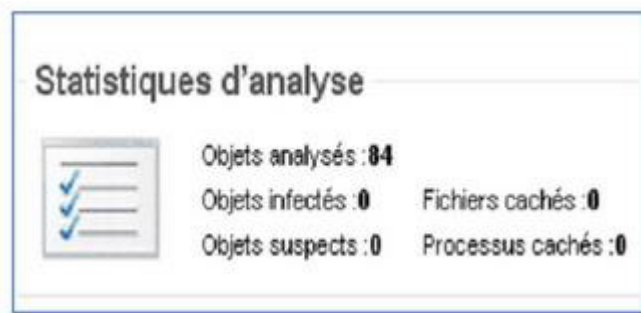 Statistiques d'analyse
Objets analysés :84
Objets infectés :0 Fichiers cachés :0
Objets suspects :0 Processus cachés :0